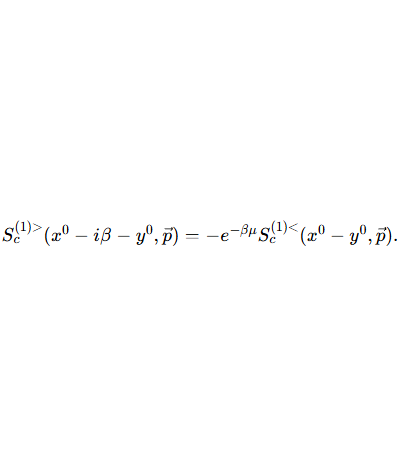 $S_c^{(1)>}(x^0 - i\beta - y^0, \vec{p}) = -e^{-\beta\mu} S_c^{(1)<}(x^0 - y^0, \vec{p}).$